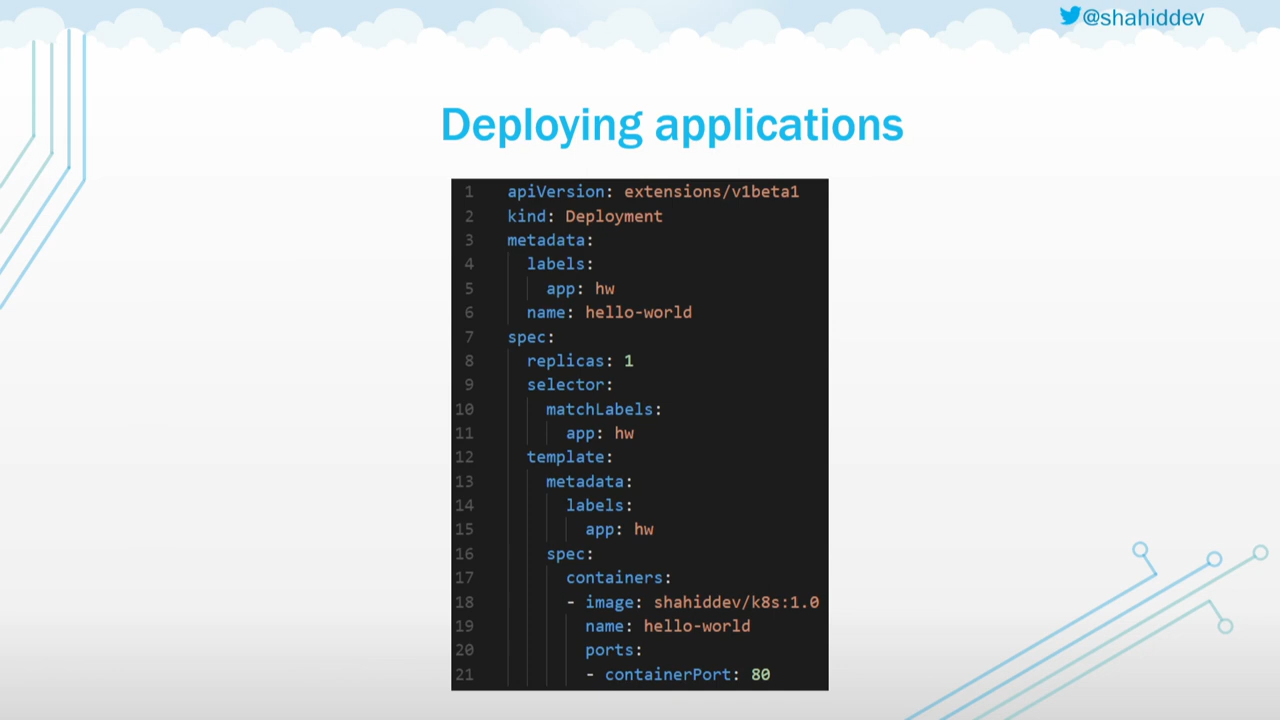 @shahiddev
Deploying applications
1 apiVersion: extensions/v1beta1
2 kind: Deployment
3 metadata:
4   labels:
5     app: hw
6   name: hello-world
7 spec:
8   replicas: 1
9   selector:
10     matchLabels:
11       app: hw
12   template:
13     metadata:
14       labels:
15         app: hw
16     spec:
17       containers:
18       - image: shahiddev/k8s:1.0
19         name: hello-world
20         ports:
21         - containerPort: 80